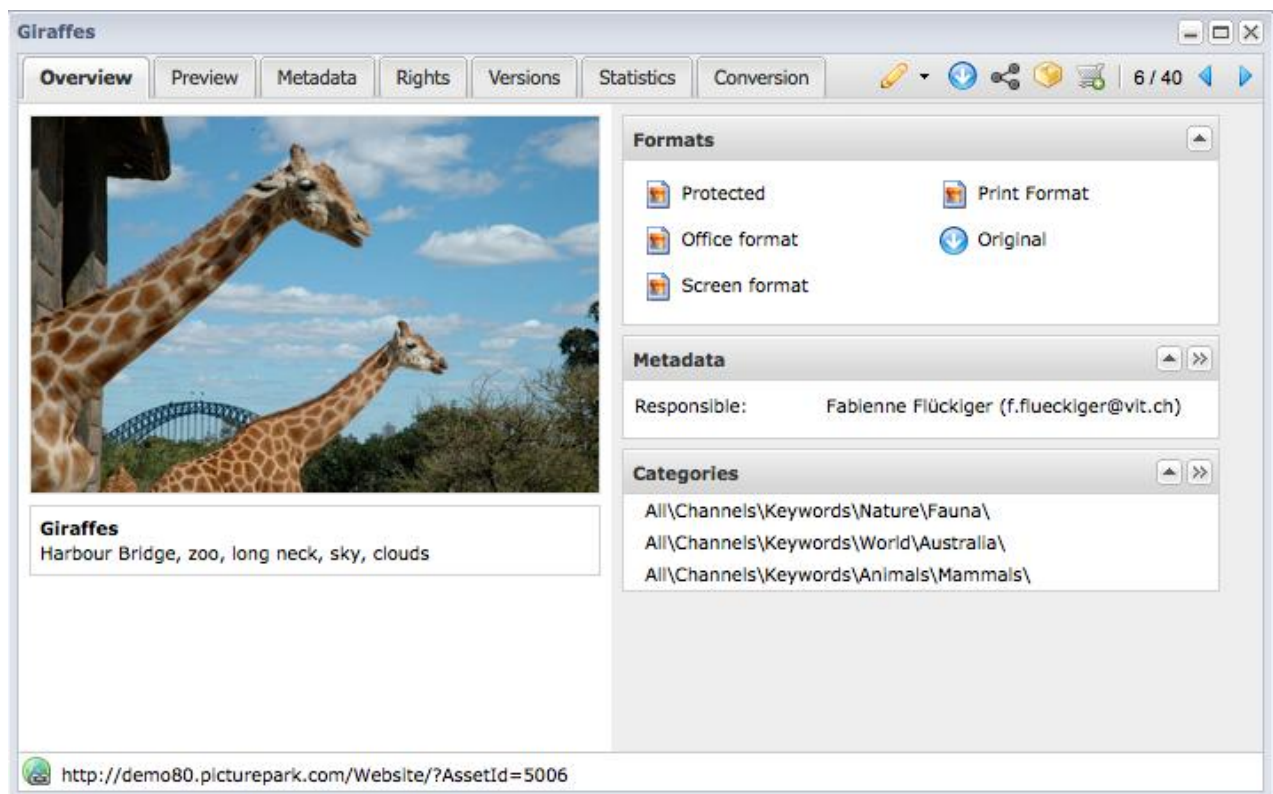 Giraffes
Overview Preview Metadata Rights Versions Statistics Conversion 6 / 40
Formats
Protected Print Format
Office format Original
Screen format
Metadata
Responsible: Fabienne Flückiger (f.flueckiger@vit.ch)
Categories
All\Channels\Keywords\Nature\Fauna\
All\Channels\Keywords\World\Australia\
All\Channels\Keywords\Animals\Mammals\
Giraffes
Harbour Bridge, zoo, long neck, sky, clouds
http://demo80.picturepark.com/Website/?AssetId=5006